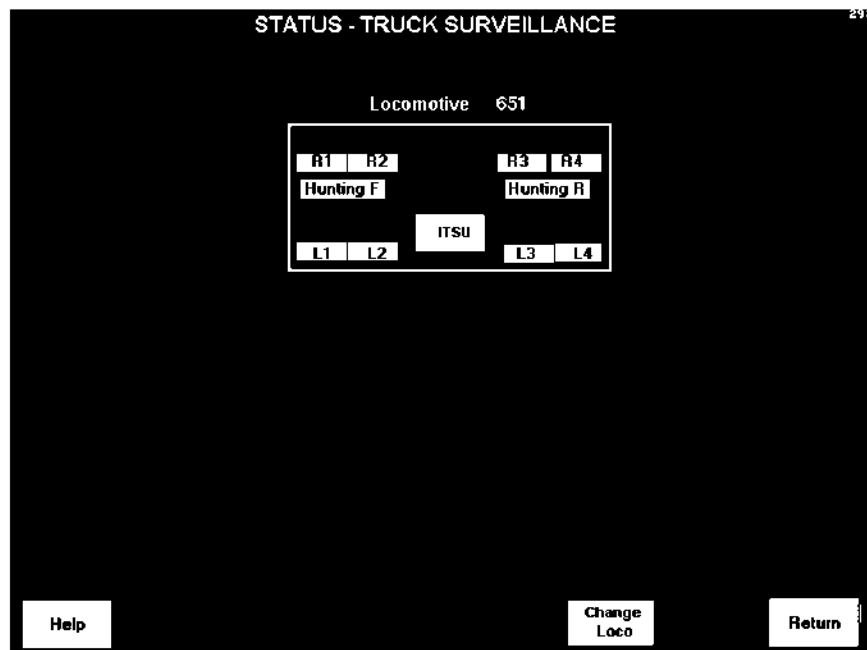 29
STATUS - TRUCK SURVEILLANCE
Locomotive 651
R1 R2 R3 R4
Hunting F Hunting R
ITSU
L1 L2 L3 L4
Help Change Loco Return